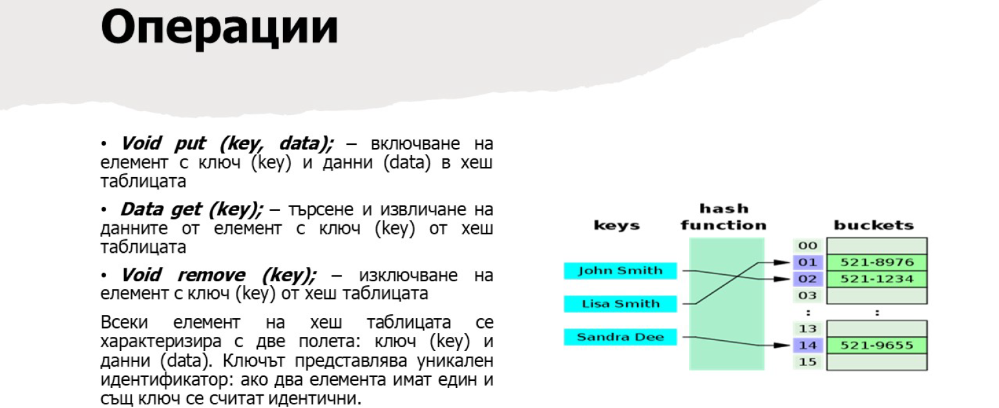 Операции
• Void put (key, data); – включване на
елемент с ключ (key) и данни (data) в хеш
таблицата
• Data get (key); – търсене и извличане на
данните от елемент с ключ (key) от хеш
таблицата
• Void remove (key); – изключване на
елемент с ключ (key) от хеш таблицата
Всеки елемент на хеш таблицата се
характеризира с две полета: ключ (key) и
данни (data). Ключът представлява уникален
идентификатор: ако два елемента имат един и
същ ключ се считат идентични.
keys
hash
function
buckets
John Smith
Lisa Smith
Sandra Dee
00
01 521-8976
02 521-1234
03
: :
13
14 521-9655
15